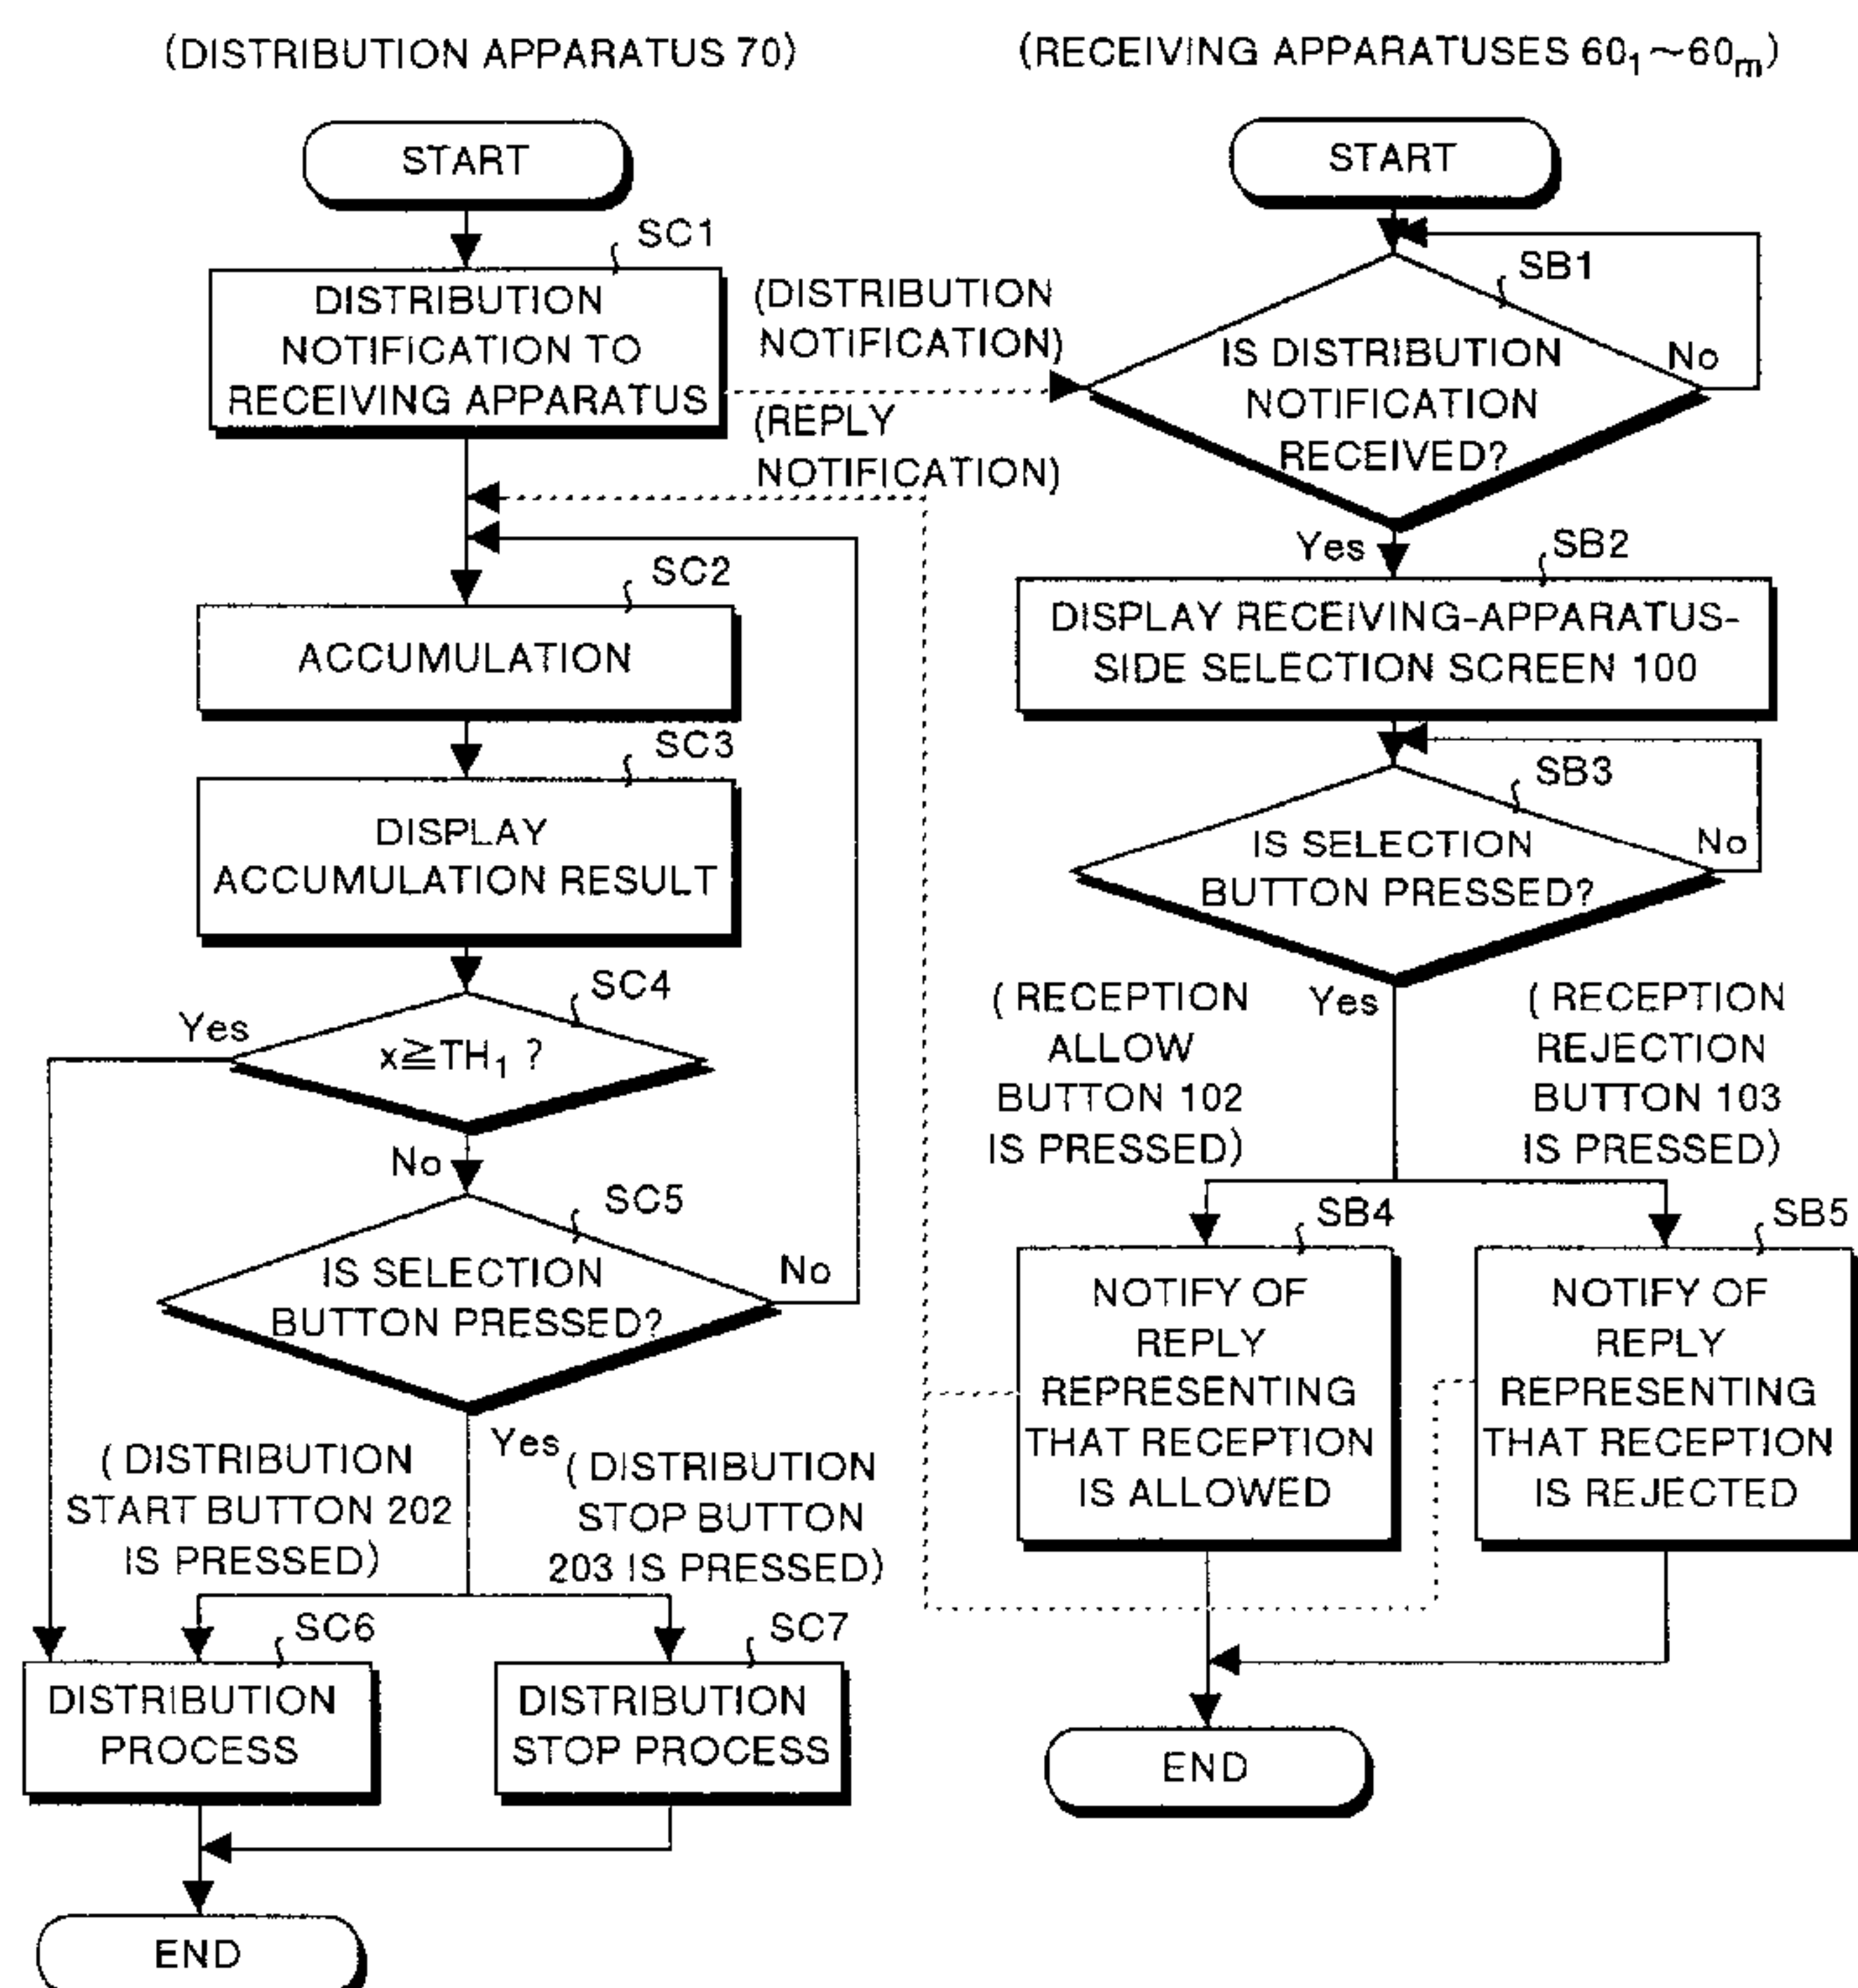 (DISTRIBUTION APPARATUS 70)
START
SC1
DISTRIBUTION
NOTIFICATION TO
RECEIVING APPARATUS
(DISTRIBUTION
NOTIFICATION)
(REPLY
NOTIFICATION)
SC2
ACCUMULATION
SC3
DISPLAY
ACCUMULATION RESULT
SC4
Yes
x≧TH₁ ?
No
SC5
IS SELECTION
BUTTON PRESSED?
No
Yes
(DISTRIBUTION
START BUTTON 202
IS PRESSED)
(DISTRIBUTION
STOP BUTTON
203 IS PRESSED)
SC6
DISTRIBUTION
PROCESS
SC7
DISTRIBUTION
STOP PROCESS
END
(RECEIVING APPARATUSES 60₁~60ₘ)
START
SB1
IS DISTRIBUTION
NOTIFICATION
RECEIVED?
No
Yes
SB2
DISPLAY RECEIVING-APPARATUS-
SIDE SELECTION SCREEN 100
SB3
IS SELECTION
BUTTON PRESSED?
No
Yes
(RECEPTION
ALLOW
BUTTON 102
IS PRESSED)
(RECEPTION
REJECTION
BUTTON 103
IS PRESSED)
SB4
NOTIFY OF
REPLY
REPRESENTING
THAT RECEPTION
IS ALLOWED
SB5
NOTIFY OF
REPLY
REPRESENTING
THAT RECEPTION
IS REJECTED
END